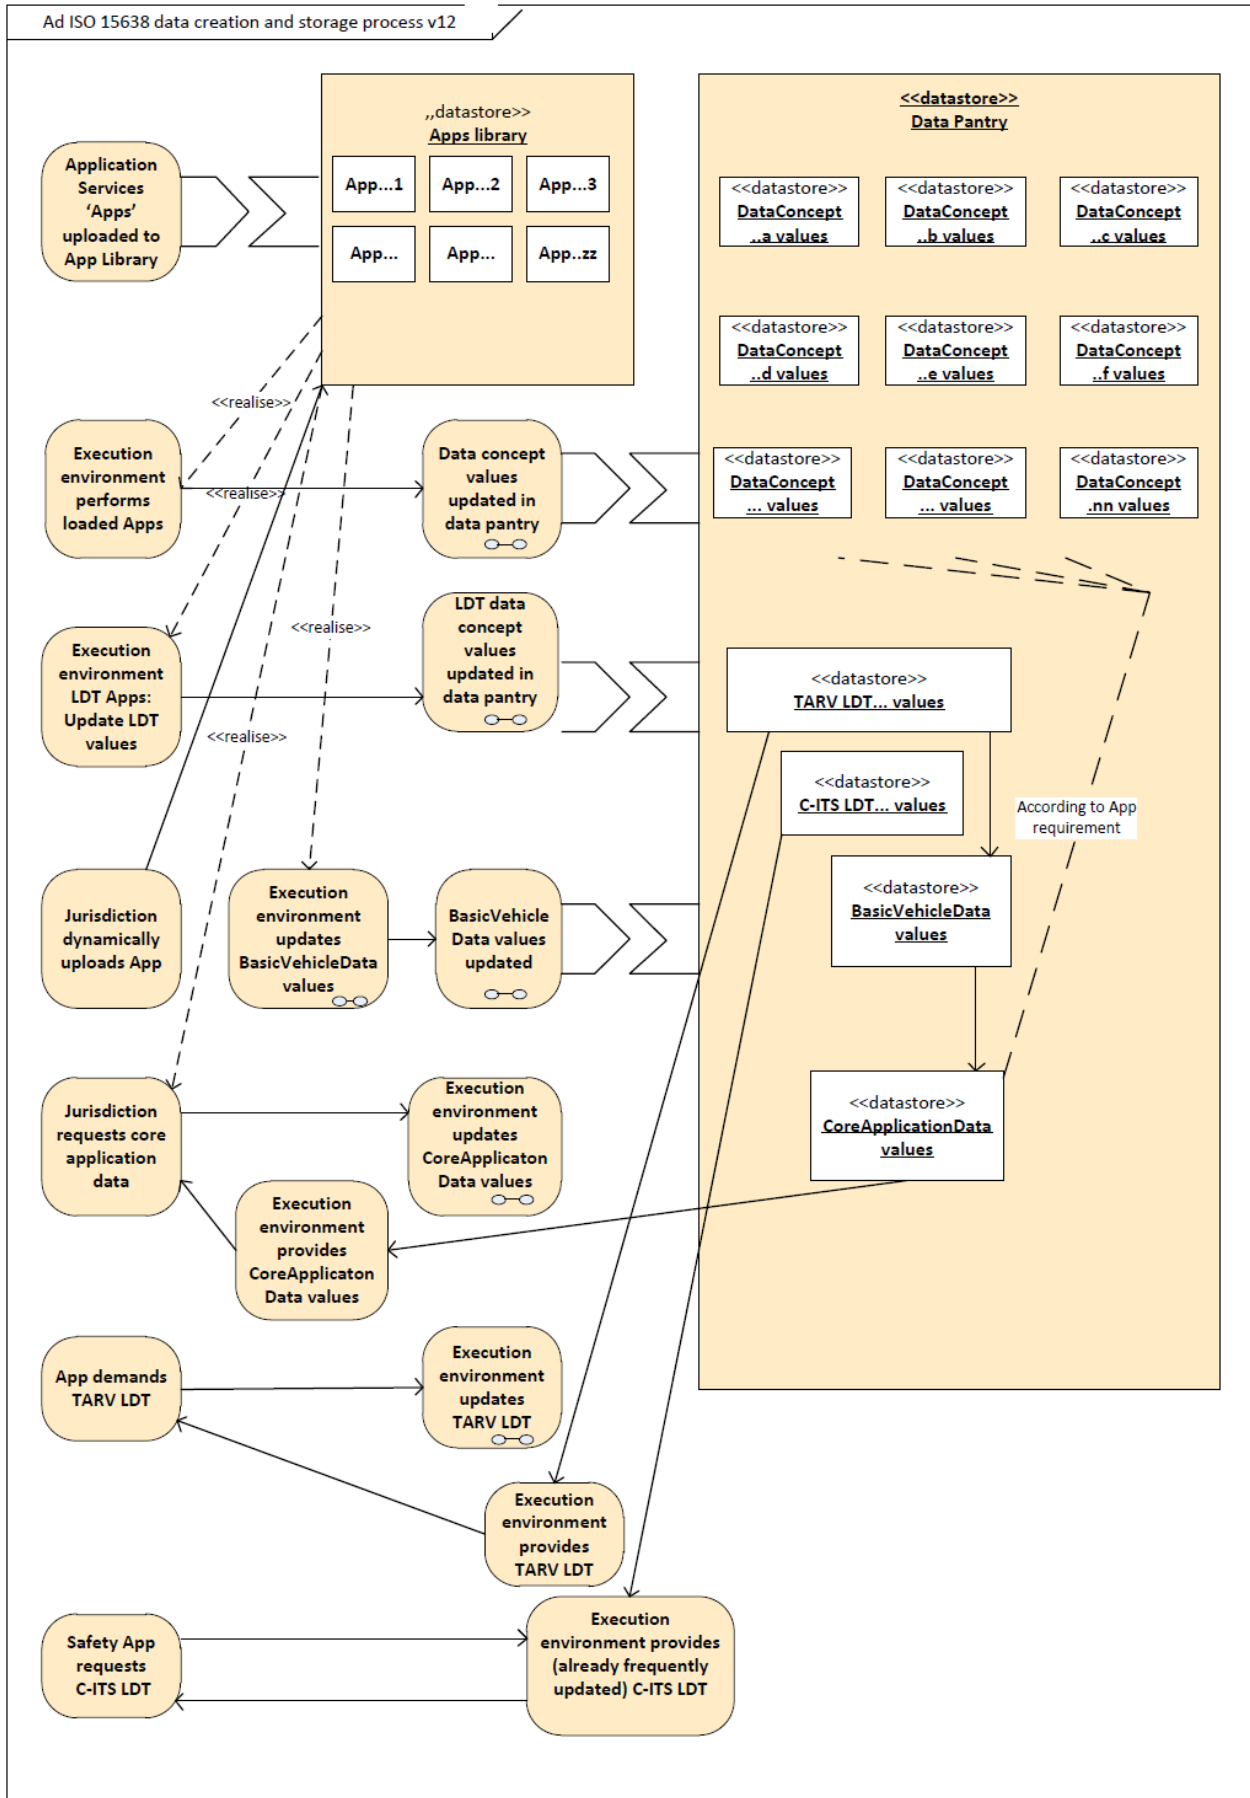 Ad ISO 15638 data creation and storage process v12
Application
Services
‘Apps’
uploaded to
App Library
,,datastore>>
Apps library
App...1
App...2
App...3
App...
App...
App..zz
<<datastore>>
Data Pantry
<<datastore>>
DataConcept
..a values
<<datastore>>
DataConcept
..b values
<<datastore>>
DataConcept
..c values
<<datastore>>
DataConcept
..d values
<<datastore>>
DataConcept
..e values
<<datastore>>
DataConcept
..f values
<<datastore>>
DataConcept
... values
<<datastore>>
DataConcept
... values
<<datastore>>
DataConcept
.nn values
<<realise>>
Execution
environment
performs
loaded Apps
<<realise>>
Data concept
values
updated in
data pantry
Execution
environment
LDT Apps:
Update LDT
values
<<realise>>
<<realise>>
LDT data
concept
values
updated in
data pantry
<<datastore>>
TARV LDT... values
<<datastore>>
C-ITS LDT... values
According to App
requirement
Jurisdiction
dynamically
uploads App
Execution
environment
updates
BasicVehicleData
values
BasicVehicle
Data values
updated
<<datastore>>
BasicVehicleData
values
Jurisdiction
requests core
application
data
Execution
environment
updates
CoreApplicaton
Data values
<<datastore>>
CoreApplicationData
values
Execution
environment
provides
CoreApplicaton
Data values
App demands
TARV LDT
Execution
environment
updates
TARV LDT
Execution
environment
provides
TARV LDT
Safety App
requests
C-ITS LDT
Execution
environment provides
(already frequently
updated) C-ITS LDT